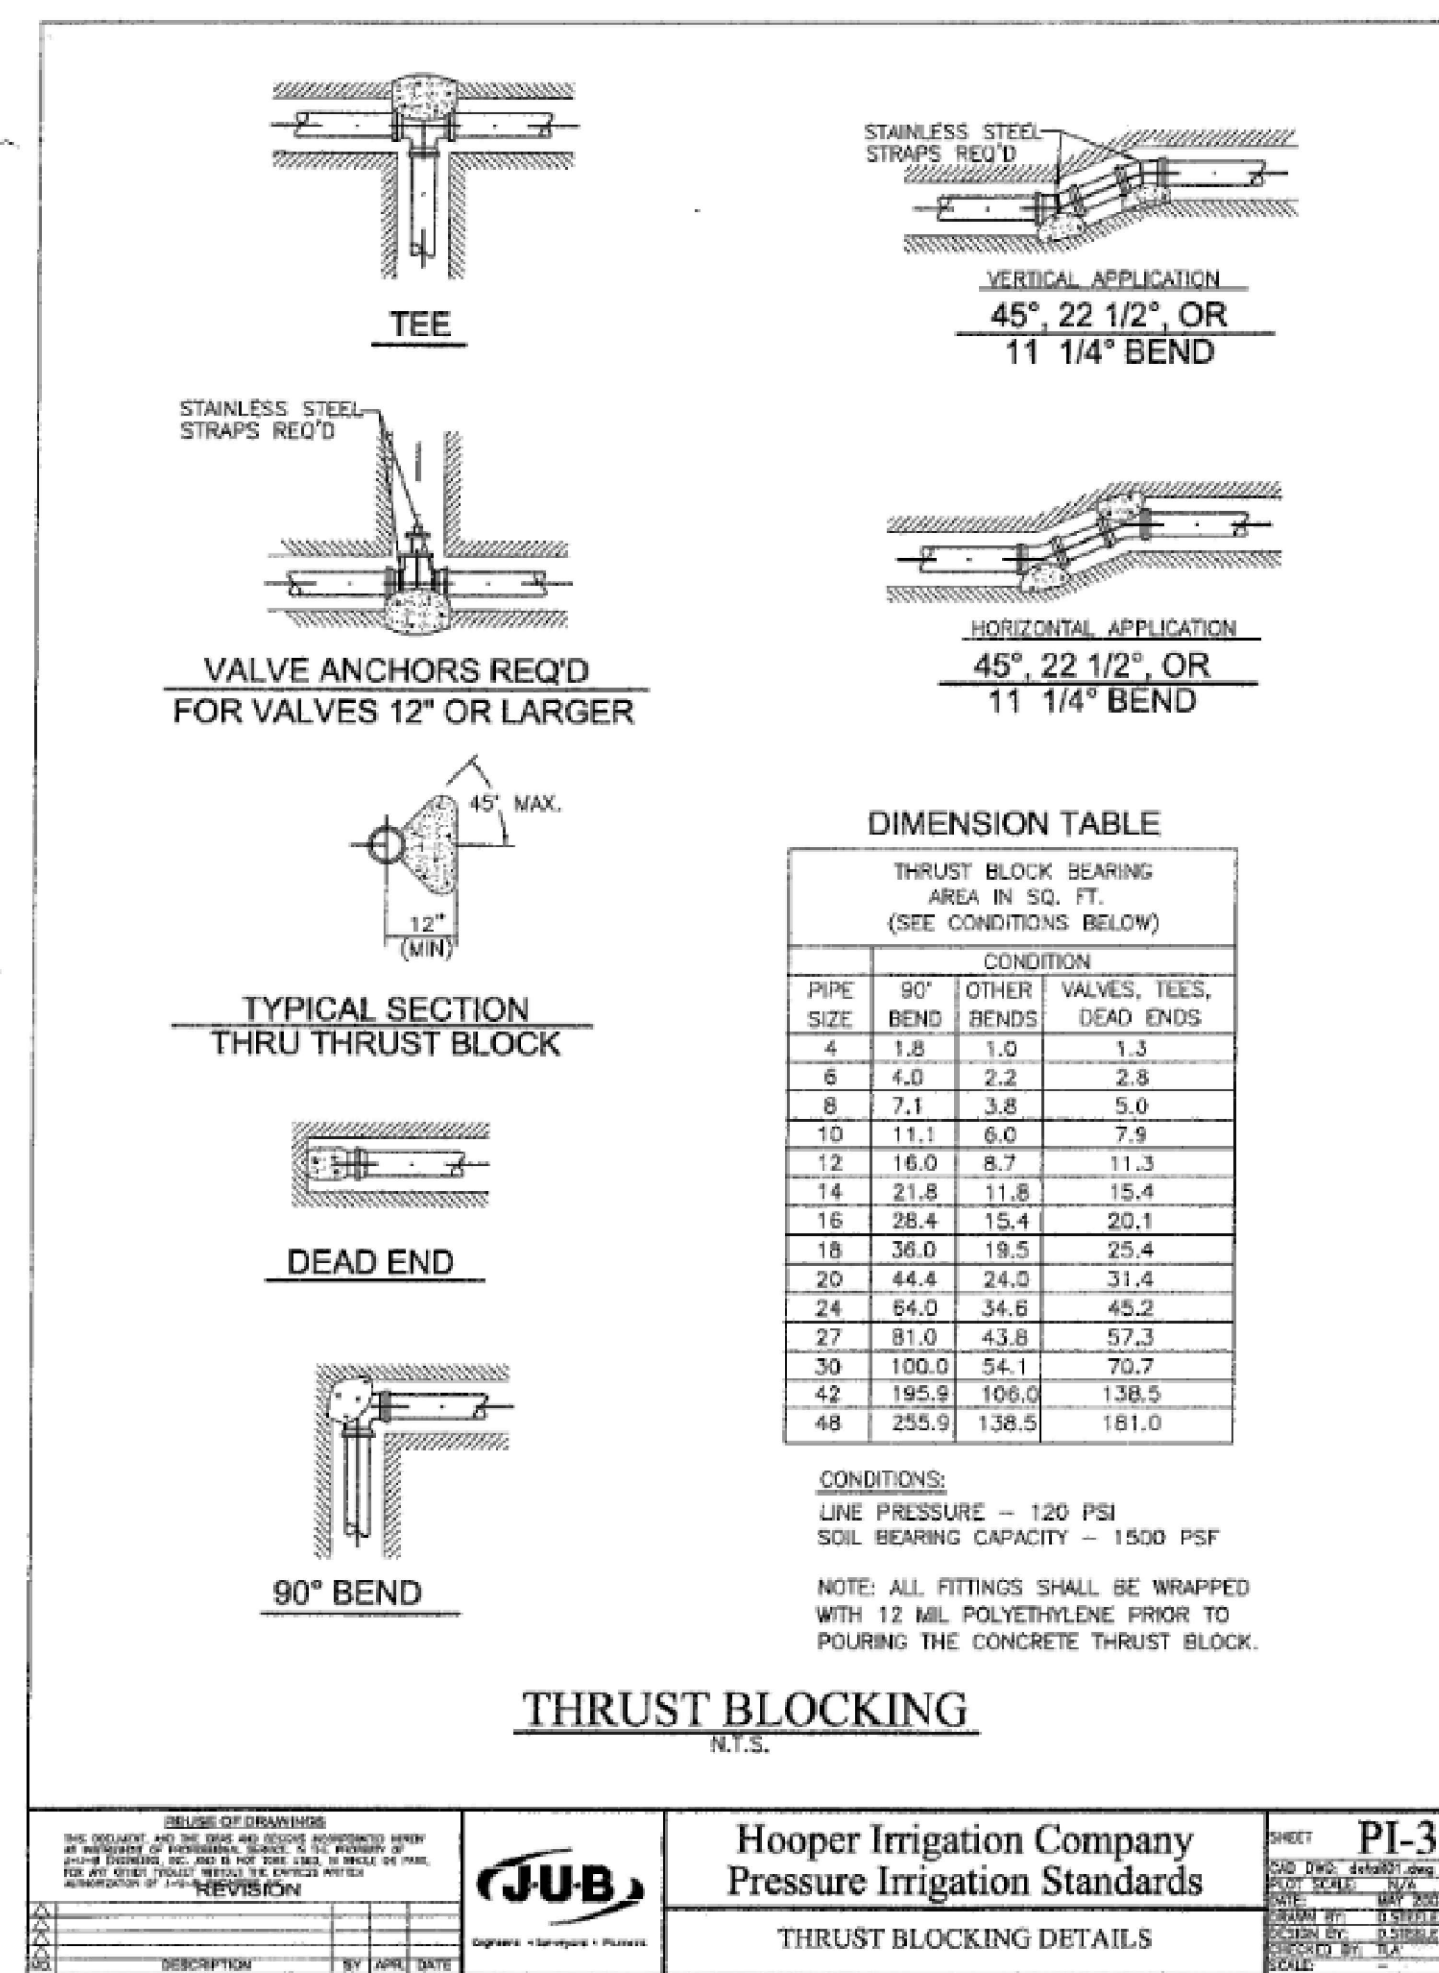 TEE
STAINLESS STEEL
STRAPS REQ'D
VERTICAL APPLICATION
45°, 22 1/2°, OR
11 1/4° BEND
STAINLESS STEEL
STRAPS REQ'D
VALVE ANCHORS REQ'D
FOR VALVES 12" OR LARGER
HORIZONTAL APPLICATION
45°, 22 1/2°, OR
11 1/4° BEND
45° MAX.
12"
(MIN)
TYPICAL SECTION
THRU THRUST BLOCK
DEAD END
90° BEND
DIMENSION TABLE
THRUST BLOCK BEARING
AREA IN SQ. FT.
(SEE CONDITIONS BELOW)
CONDITION
PIPE SIZE 90° BEND OTHER BENDS VALVES, TEES, DEAD ENDS
4 1.8 1.0 1.3
6 4.0 2.2 2.8
8 7.1 3.8 5.0
10 11.1 6.0 7.9
12 16.0 8.7 11.3
14 21.8 11.8 15.4
16 28.4 15.4 20.1
18 36.0 19.5 25.4
20 44.4 24.0 31.4
24 64.0 34.6 45.2
27 81.0 43.8 57.3
30 100.0 54.1 70.7
42 195.9 106.0 138.5
48 255.9 138.5 181.0
CONDITIONS:
LINE PRESSURE – 120 PSI
SOIL BEARING CAPACITY – 1500 PSF
NOTE: ALL FITTINGS SHALL BE WRAPPED
WITH 12 MIL POLYETHYLENE PRIOR TO
POURING THE CONCRETE THRUST BLOCK.
THRUST BLOCKING
N.T.S.
REUSE OF DRAWINGS
REVISION
NO. DESCRIPTION BY APR. DATE
J·U·B
Engineers • Surveyors • Planners
Hooper Irrigation Company
Pressure Irrigation Standards
THRUST BLOCKING DETAILS
SHEET PI-3
CAD DWG:
PLOT SCALE: N/A
DATE: MAY
DRAWN BY: D.STEELE
DESIGN BY: D.STEELE
CHECKED BY:
SCALE: –